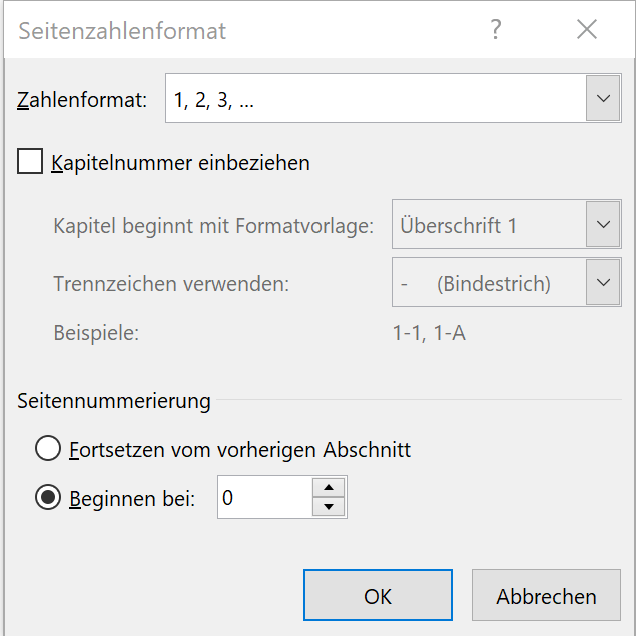 Seitenzahlenformat ?
Zahlenformat: 1, 2, 3, ...
Kapitelnummer einbeziehen
Kapitel beginnt mit Formatvorlage: Überschrift 1
Trennzeichen verwenden: - (Bindestrich)
Beispiele: 1-1, 1-A
Seitennummerierung
Fortsetzen vom vorherigen Abschnitt
Beginnen bei: 0
OK Abbrechen